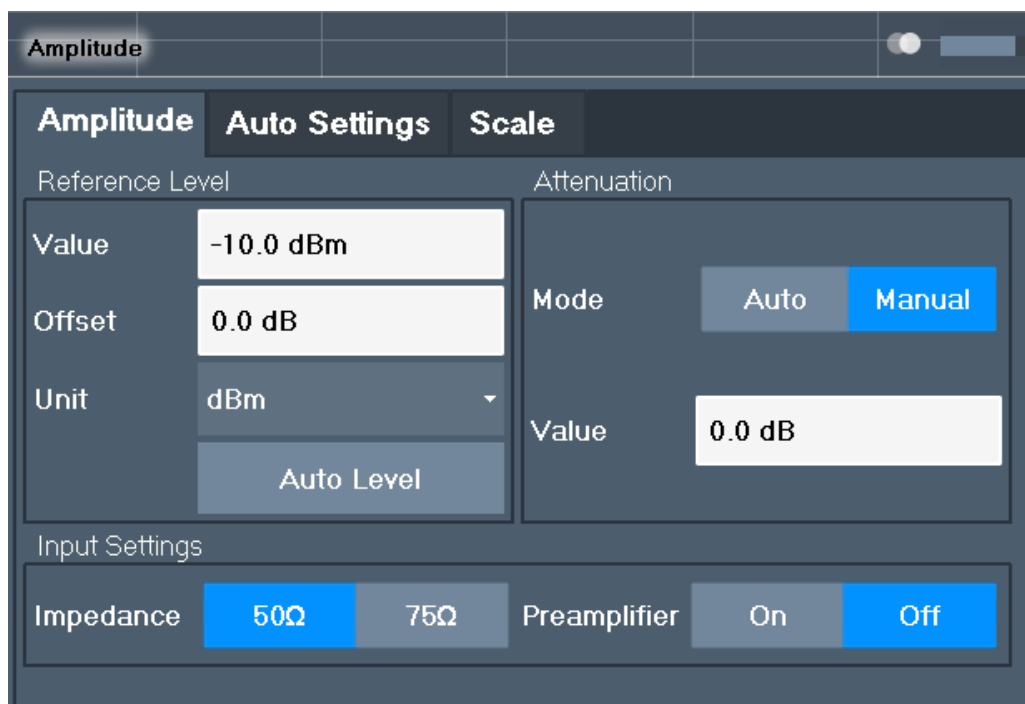 Amplitude
Amplitude Auto Settings Scale
Reference Level
Value -10.0 dBm
Offset 0.0 dB
Unit dBm
Auto Level
Attenuation
Mode Auto Manual
Value 0.0 dB
Input Settings
Impedance 50Ω 75Ω Preamplifier On Off